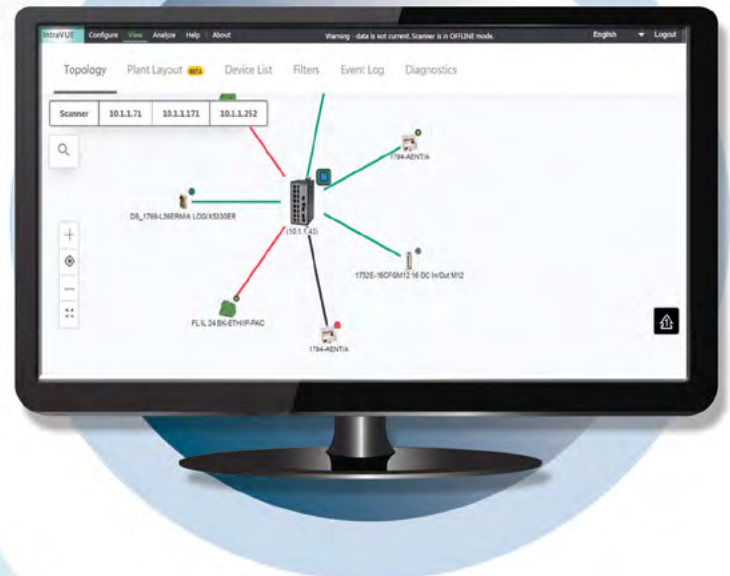 IntraVUE Configure View Analyze Help About Warning - data is not current. Scanner is in OFFLINE mode. English Logout
Topology Plant Layout BETA Device List Filters Event Log Diagnostics
Scanner 10.1.1.71 10.1.1.171 10.1.1.252
1794-AENT/A
D8_1769-L36ERM/A LOGIX5336ER
(10.1.1.43)
1732E-16CFGM12 16 DC In/Out M12
FL IL 24 BK-ETH/IP-PAC
1794-AENT/A